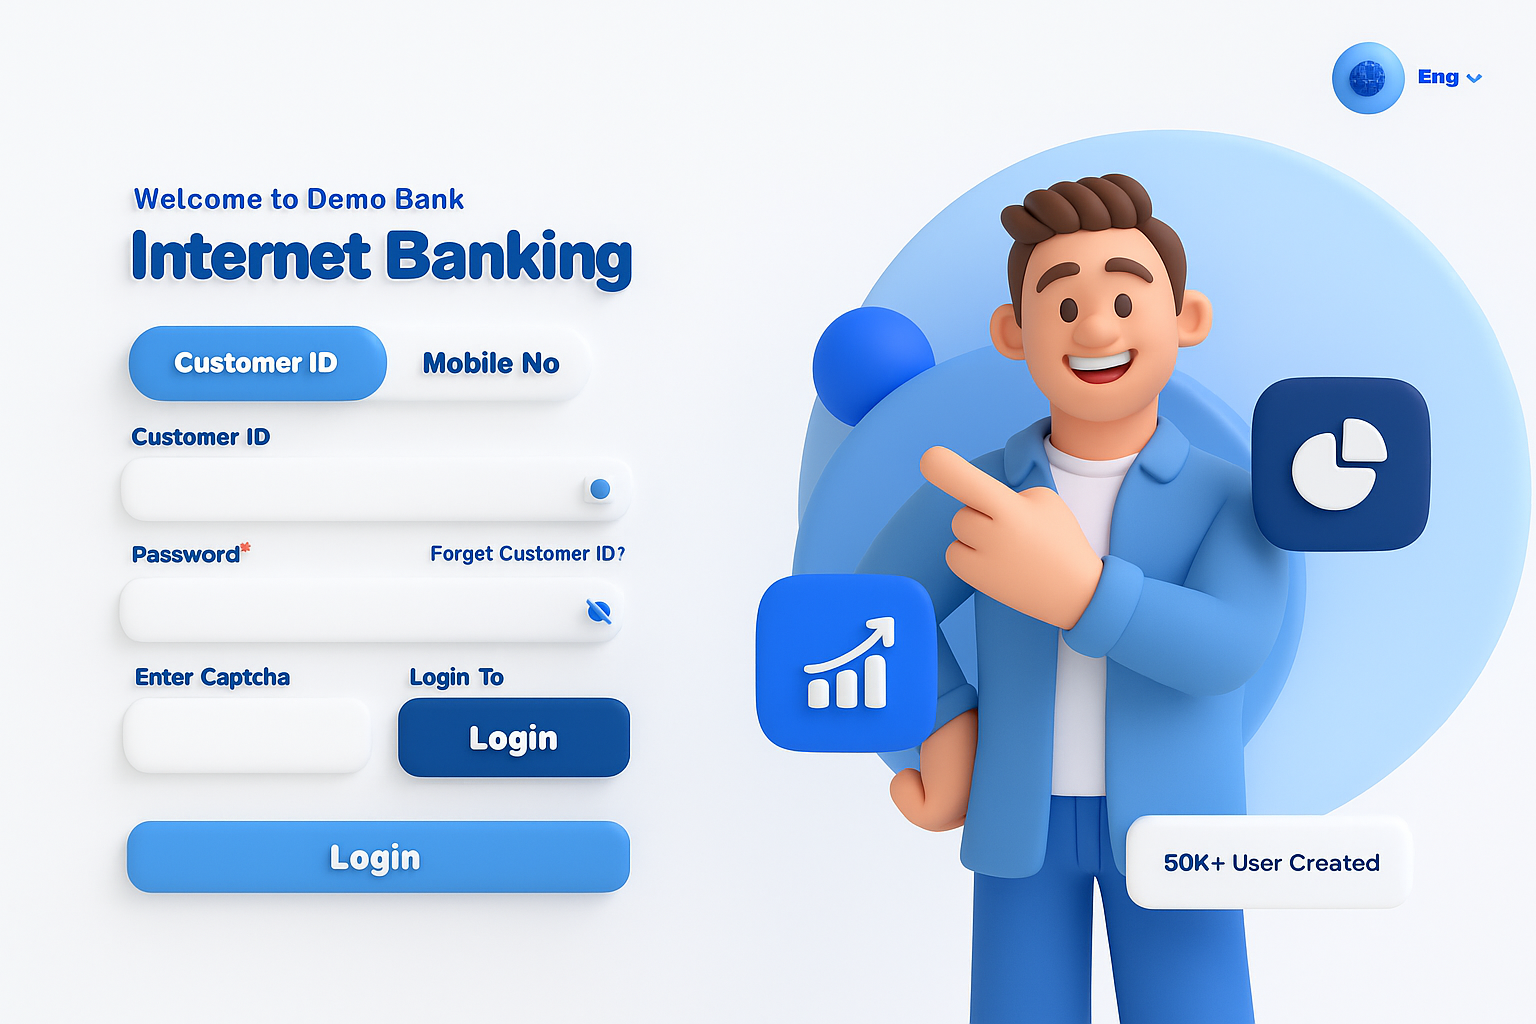 Eng
Welcome to Demo Bank
Internet Banking
Customer ID
Mobile No
Customer ID
Password*
Forget Customer ID?
Enter Captcha
Login To
Login
Login
50K+ User Created